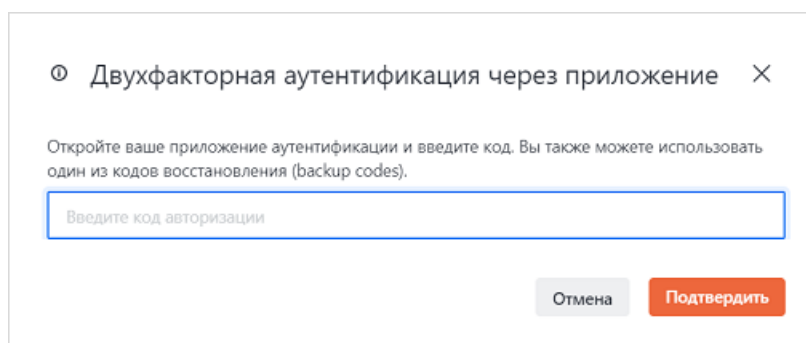 Двухфакторная аутентификация через приложение
Откройте ваше приложение аутентификации и введите код. Вы также можете использовать
один из кодов восстановления (backup codes).
Введите код авторизации
Отмена
Подтвердить